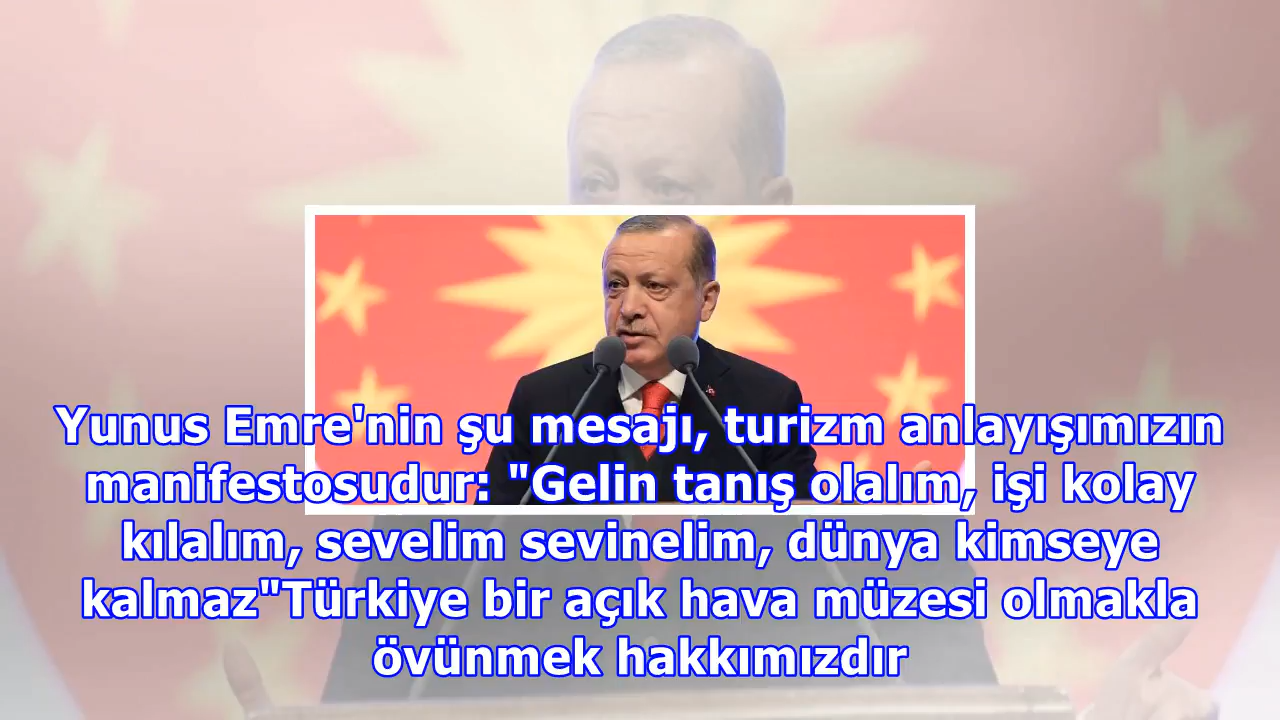 Yunus Emre'nin şu mesajı, turizm anlayışımızın
manifestosudur: "Gelin tanış olalım, işi kolay
kılalım, sevelim sevinelim, dünya kimseye
kalmaz"Türkiye bir açık hava müzesi olmakla
övünmek hakkımızdır